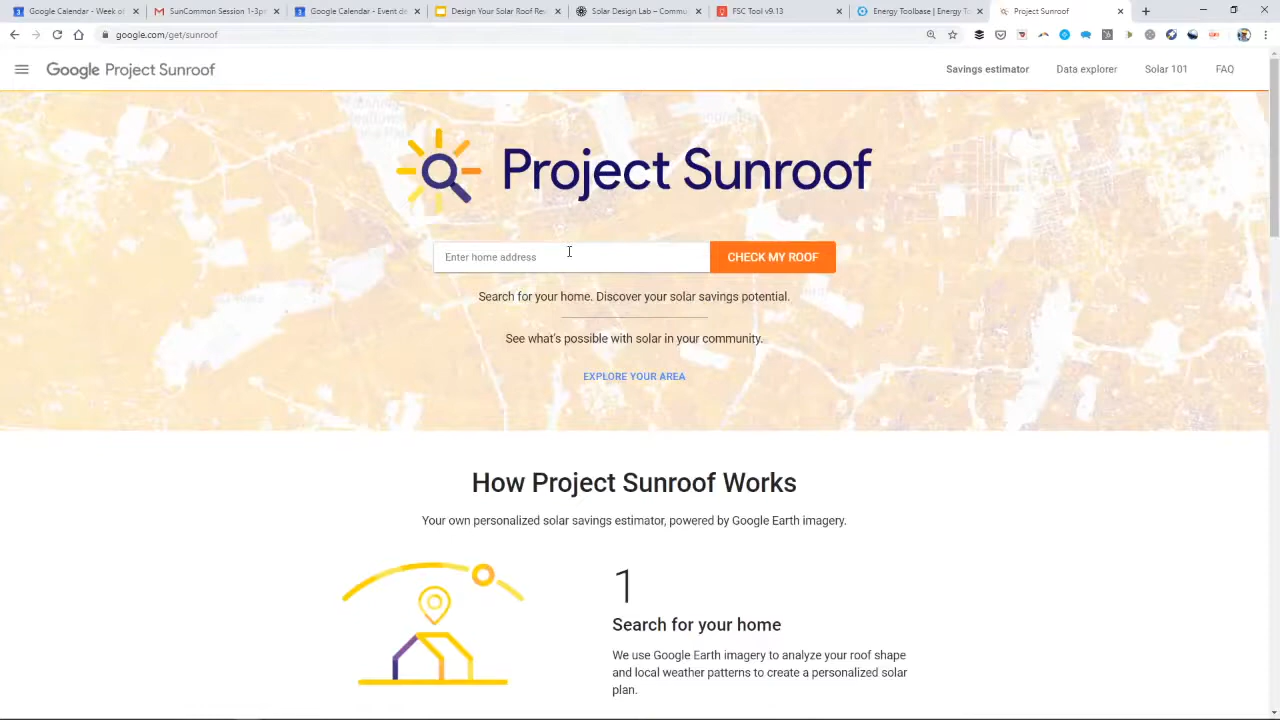 Google Calendar - Week of
SunCommon Session 1-3p
Google Calendar - Event d
Design Your Solar Roof Re
Solar Design Lab – Commu
FSC Tool v9.13
Energy Toolbase | Energy T
Project Sunroof
google.com/get/sunroof
Google Project Sunroof
Savings estimator
Data explorer
Solar 101
FAQ
Project Sunroof
Enter home address
CHECK MY ROOF
Search for your home. Discover your solar savings potential.
See what's possible with solar in your community.
EXPLORE YOUR AREA
How Project Sunroof Works
Your own personalized solar savings estimator, powered by Google Earth imagery.
1
Search for your home
We use Google Earth imagery to analyze your roof shape
and local weather patterns to create a personalized solar
plan.